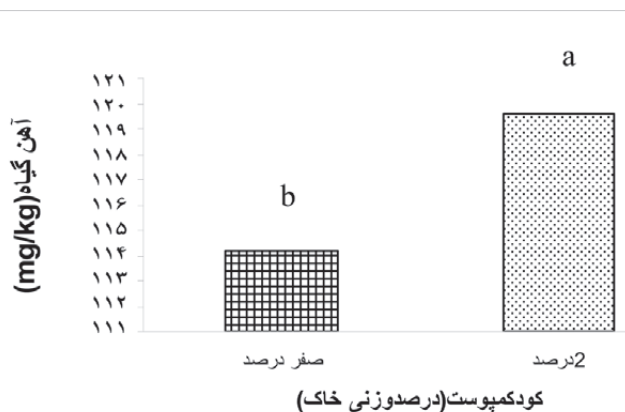 a
b
۱۲۱
۱۲۰
۱۱۹
۱۱۸
۱۱۷
۱۱۶
۱۱۵
۱۱۴
۱۱۳
۱۱۲
۱۱۱
آهن گیاه(mg/kg)
صفر درصد
2درصد
کودکمپوست(درصدوزنی خاک)